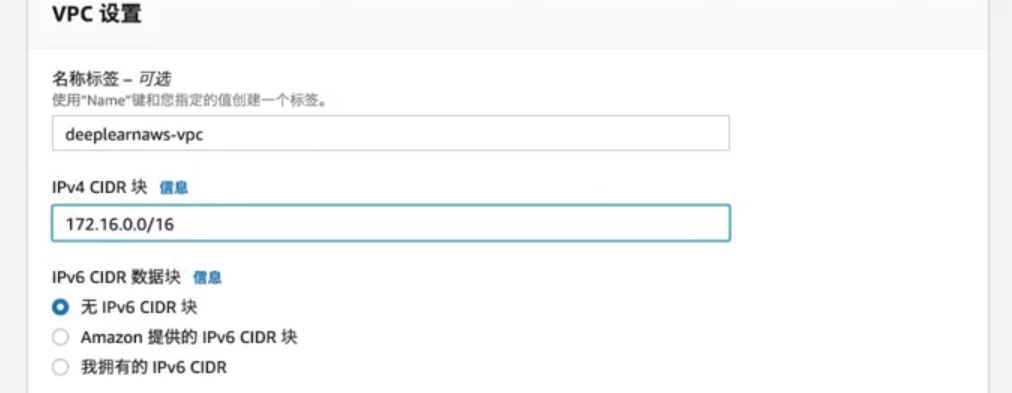 VPC 设置
名称标签 – 可选
使用"Name"键和您指定的值创建一个标签。
deeplearnaws-vpc
IPv4 CIDR 块 信息
172.16.0.0/16
IPv6 CIDR 数据块 信息
无 IPv6 CIDR 块
Amazon 提供的 IPv6 CIDR 块
我拥有的 IPv6 CIDR